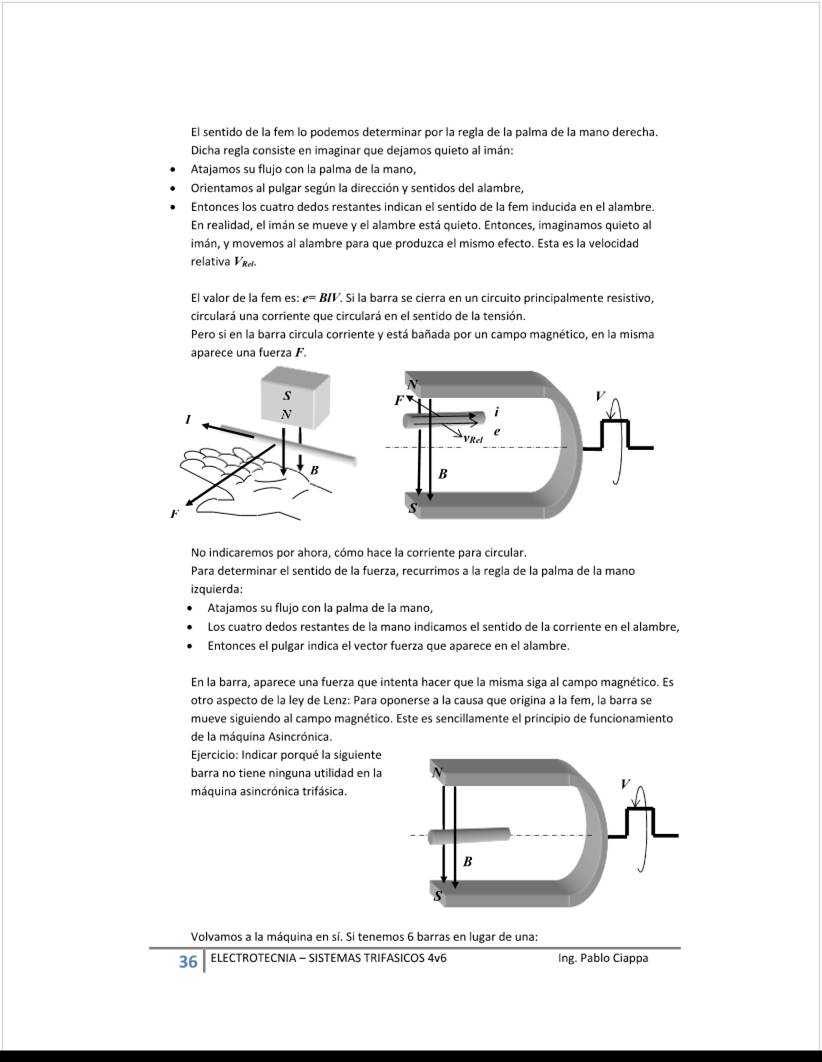 El sentido de la fem lo podemos determinar por la regla de la palma de la mano derecha.
Dicha regla consiste en imaginar que dejamos quieto al imán:
• Atajamos su flujo con la palma de la mano,
• Orientamos al pulgar según la dirección y sentidos del alambre,
• Entonces los cuatro dedos restantes indican el sentido de la fem inducida en el alambre.
En realidad, el imán se mueve y el alambre está quieto. Entonces, imaginamos quieto al
imán, y movemos al alambre para que produzca el mismo efecto. Esta es la velocidad
relativa VRel.
El valor de la fem es: e= BlV. Si la barra se cierra en un circuito principalmente resistivo,
circulará una corriente que circulará en el sentido de la tensión.
Pero si en la barra circula corriente y está bañada por un campo magnético, en la misma
aparece una fuerza F.
S
N
I
B
F
N
F
i
e
vRel
B
S
V
No indicaremos por ahora, cómo hace la corriente para circular.
Para determinar el sentido de la fuerza, recurrimos a la regla de la palma de la mano
izquierda:
• Atajamos su flujo con la palma de la mano,
• Los cuatro dedos restantes de la mano indicamos el sentido de la corriente en el alambre,
• Entonces el pulgar indica el vector fuerza que aparece en el alambre.
En la barra, aparece una fuerza que intenta hacer que la misma siga al campo magnético. Es
otro aspecto de la ley de Lenz: Para oponerse a la causa que origina a la fem, la barra se
mueve siguiendo al campo magnético. Este es sencillamente el principio de funcionamiento
de la máquina Asincrónica.
Ejercicio: Indicar porqué la siguiente
barra no tiene ninguna utilidad en la
máquina asincrónica trifásica.
N
V
B
S
Volvamos a la máquina en sí. Si tenemos 6 barras en lugar de una:
36 ELECTROTECNIA – SISTEMAS TRIFASICOS 4v6 Ing. Pablo Ciappa